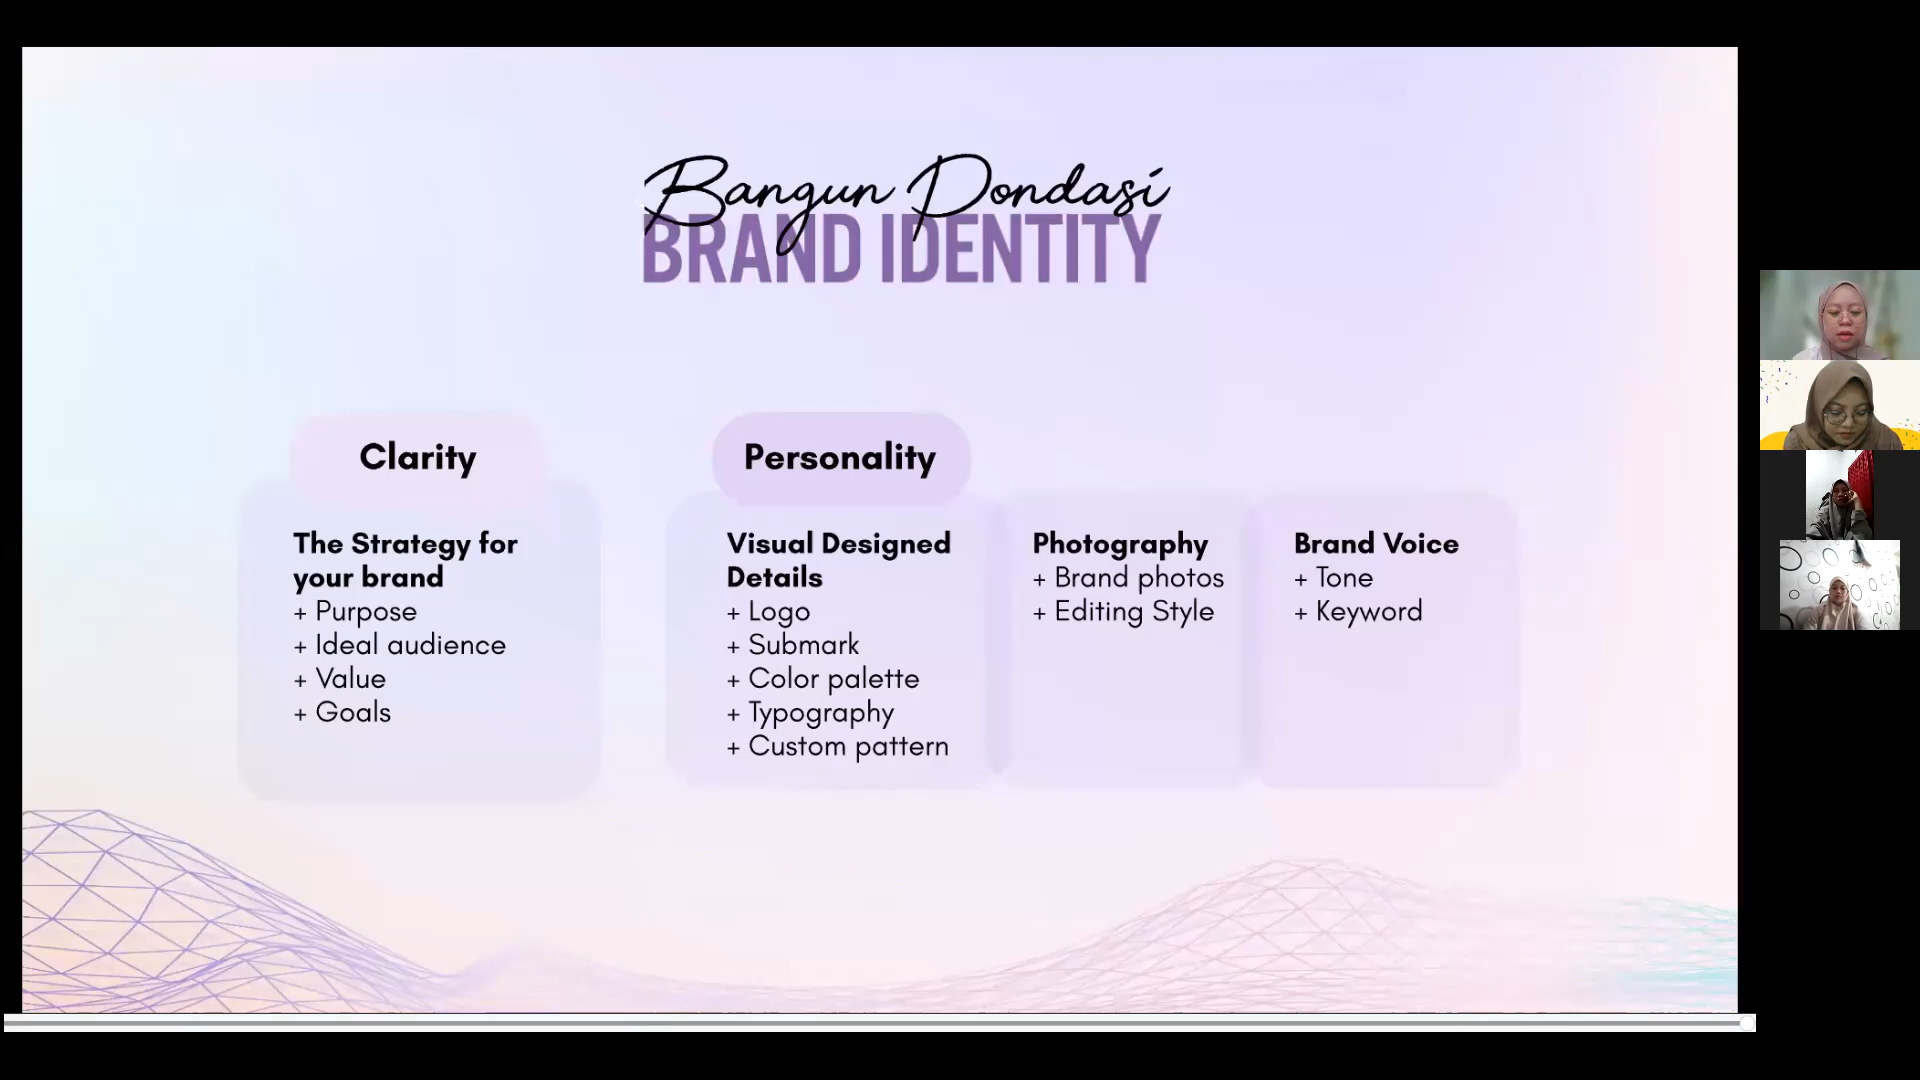 Bangun Pondasi
BRAND IDENTITY
Clarity
The Strategy for
your brand
+ Purpose
+ Ideal audience
+ Value
+ Goals
Personality
Visual Designed
Details
+ Logo
+ Submark
+ Color palette
+ Typography
+ Custom pattern
Photography
+ Brand photos
+ Editing Style
Brand Voice
+ Tone
+ Keyword